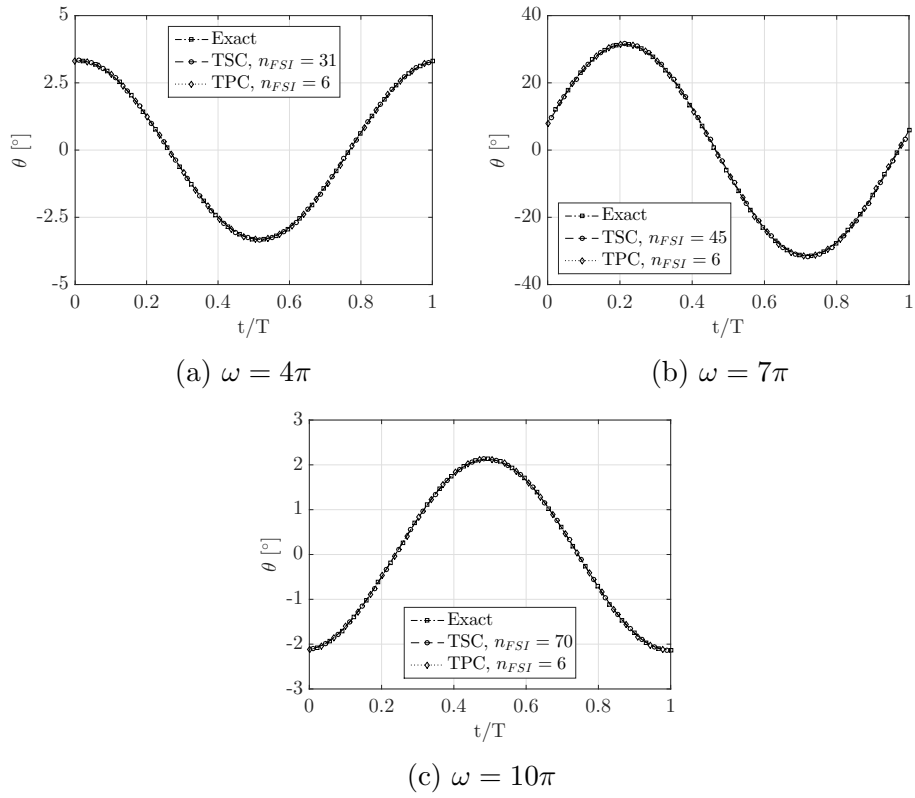 5
2.5
0
-2.5
-5
θ [°]
0 0.2 0.4 0.6 0.8 1
t/T
Exact
TSC, n_FSI = 31
TPC, n_FSI = 6
(a) ω = 4π
40
20
0
-20
-40
θ [°]
0 0.2 0.4 0.6 0.8 1
t/T
Exact
TSC, n_FSI = 45
TPC, n_FSI = 6
(b) ω = 7π
3
2
1
0
-1
-2
-3
θ [°]
0 0.2 0.4 0.6 0.8 1
t/T
Exact
TSC, n_FSI = 70
TPC, n_FSI = 6
(c) ω = 10π